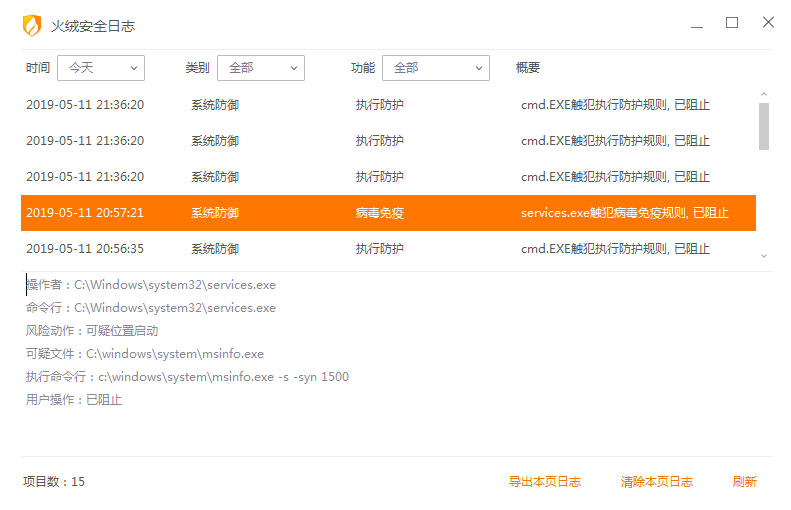 火绒安全日志
时间 今天 类别 全部 功能 全部 概要
2019-05-11 21:36:20 系统防御 执行防护 cmd.EXE触犯执行防护规则, 已阻止
2019-05-11 21:36:20 系统防御 执行防护 cmd.EXE触犯执行防护规则, 已阻止
2019-05-11 21:36:20 系统防御 执行防护 cmd.EXE触犯执行防护规则, 已阻止
2019-05-11 20:57:21 系统防御 病毒免疫 services.exe触犯病毒免疫规则, 已阻止
2019-05-11 20:56:35 系统防御 执行防护 cmd.EXE触犯执行防护规则, 已阻止
操作者：C:\Windows\system32\services.exe
命令行：C:\Windows\system32\services.exe
风险动作：可疑位置启动
可疑文件：C:\windows\system\msinfo.exe
执行命令行：c:\windows\system\msinfo.exe -s -syn 1500
用户操作：已阻止
项目数：15 导出本页日志 清除本页日志 刷新